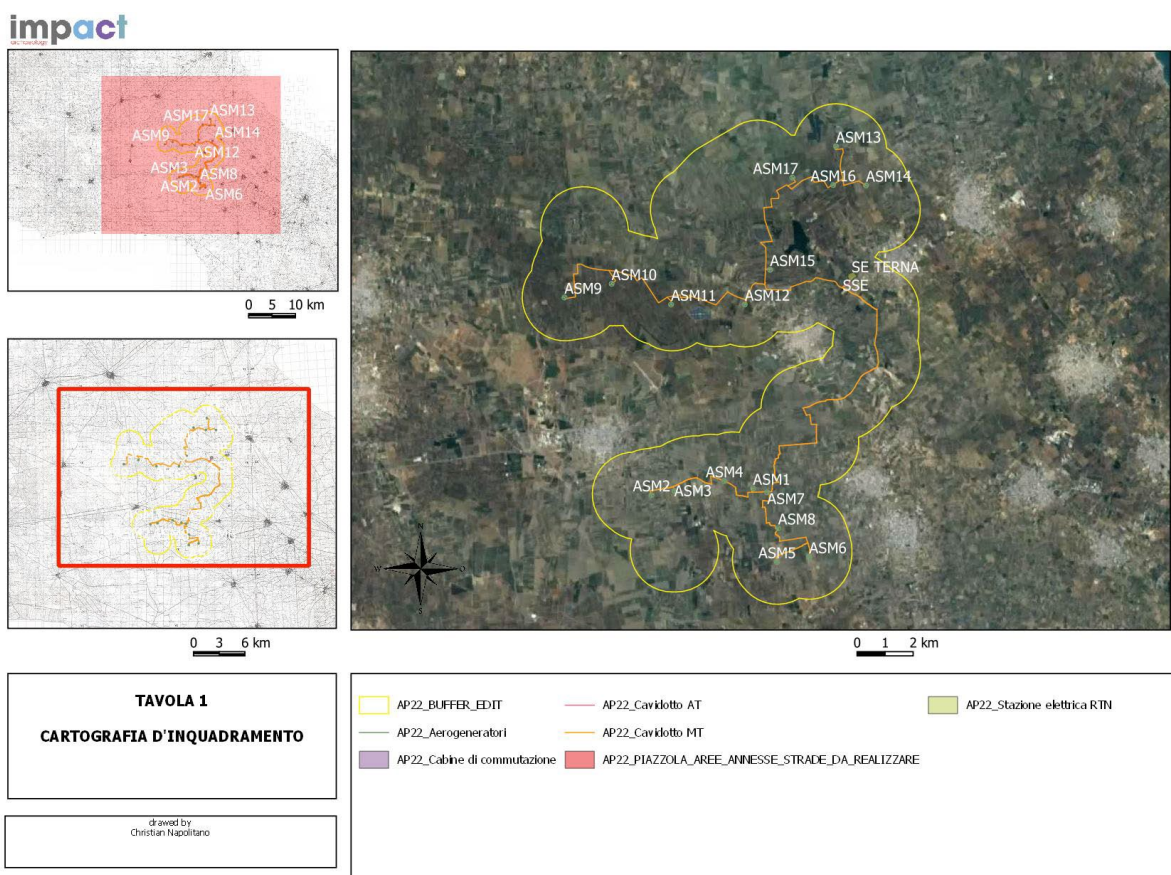 impact
archaeology
ASM13
ASM17
ASM9
ASM14
ASM12
ASM3
ASM8
ASM2
ASM6
0 5 10 km
0 3 6 km
ASM13
ASM17
ASM16
ASM14
ASM15
SE TERNA
SSE
ASM10
ASM9
ASM11
ASM12
ASM4
ASM1
ASM2
ASM3
ASM7
ASM8
ASM5
ASM6
N
W
O
S
0 1 2 km
TAVOLA 1
CARTOGRAFIA D'INQUADRAMENTO
drawed by
Christian Napolitano
AP22_BUFFER_EDIT
AP22_Aerogeneratori
AP22_Cabine di commutazione
AP22_Cavidotto AT
AP22_Cavidotto MT
AP22_PIAZZOLA_AREE_ANNESSE_STRADE_DA_REALIZZARE
AP22_Stazione elettrica RTN